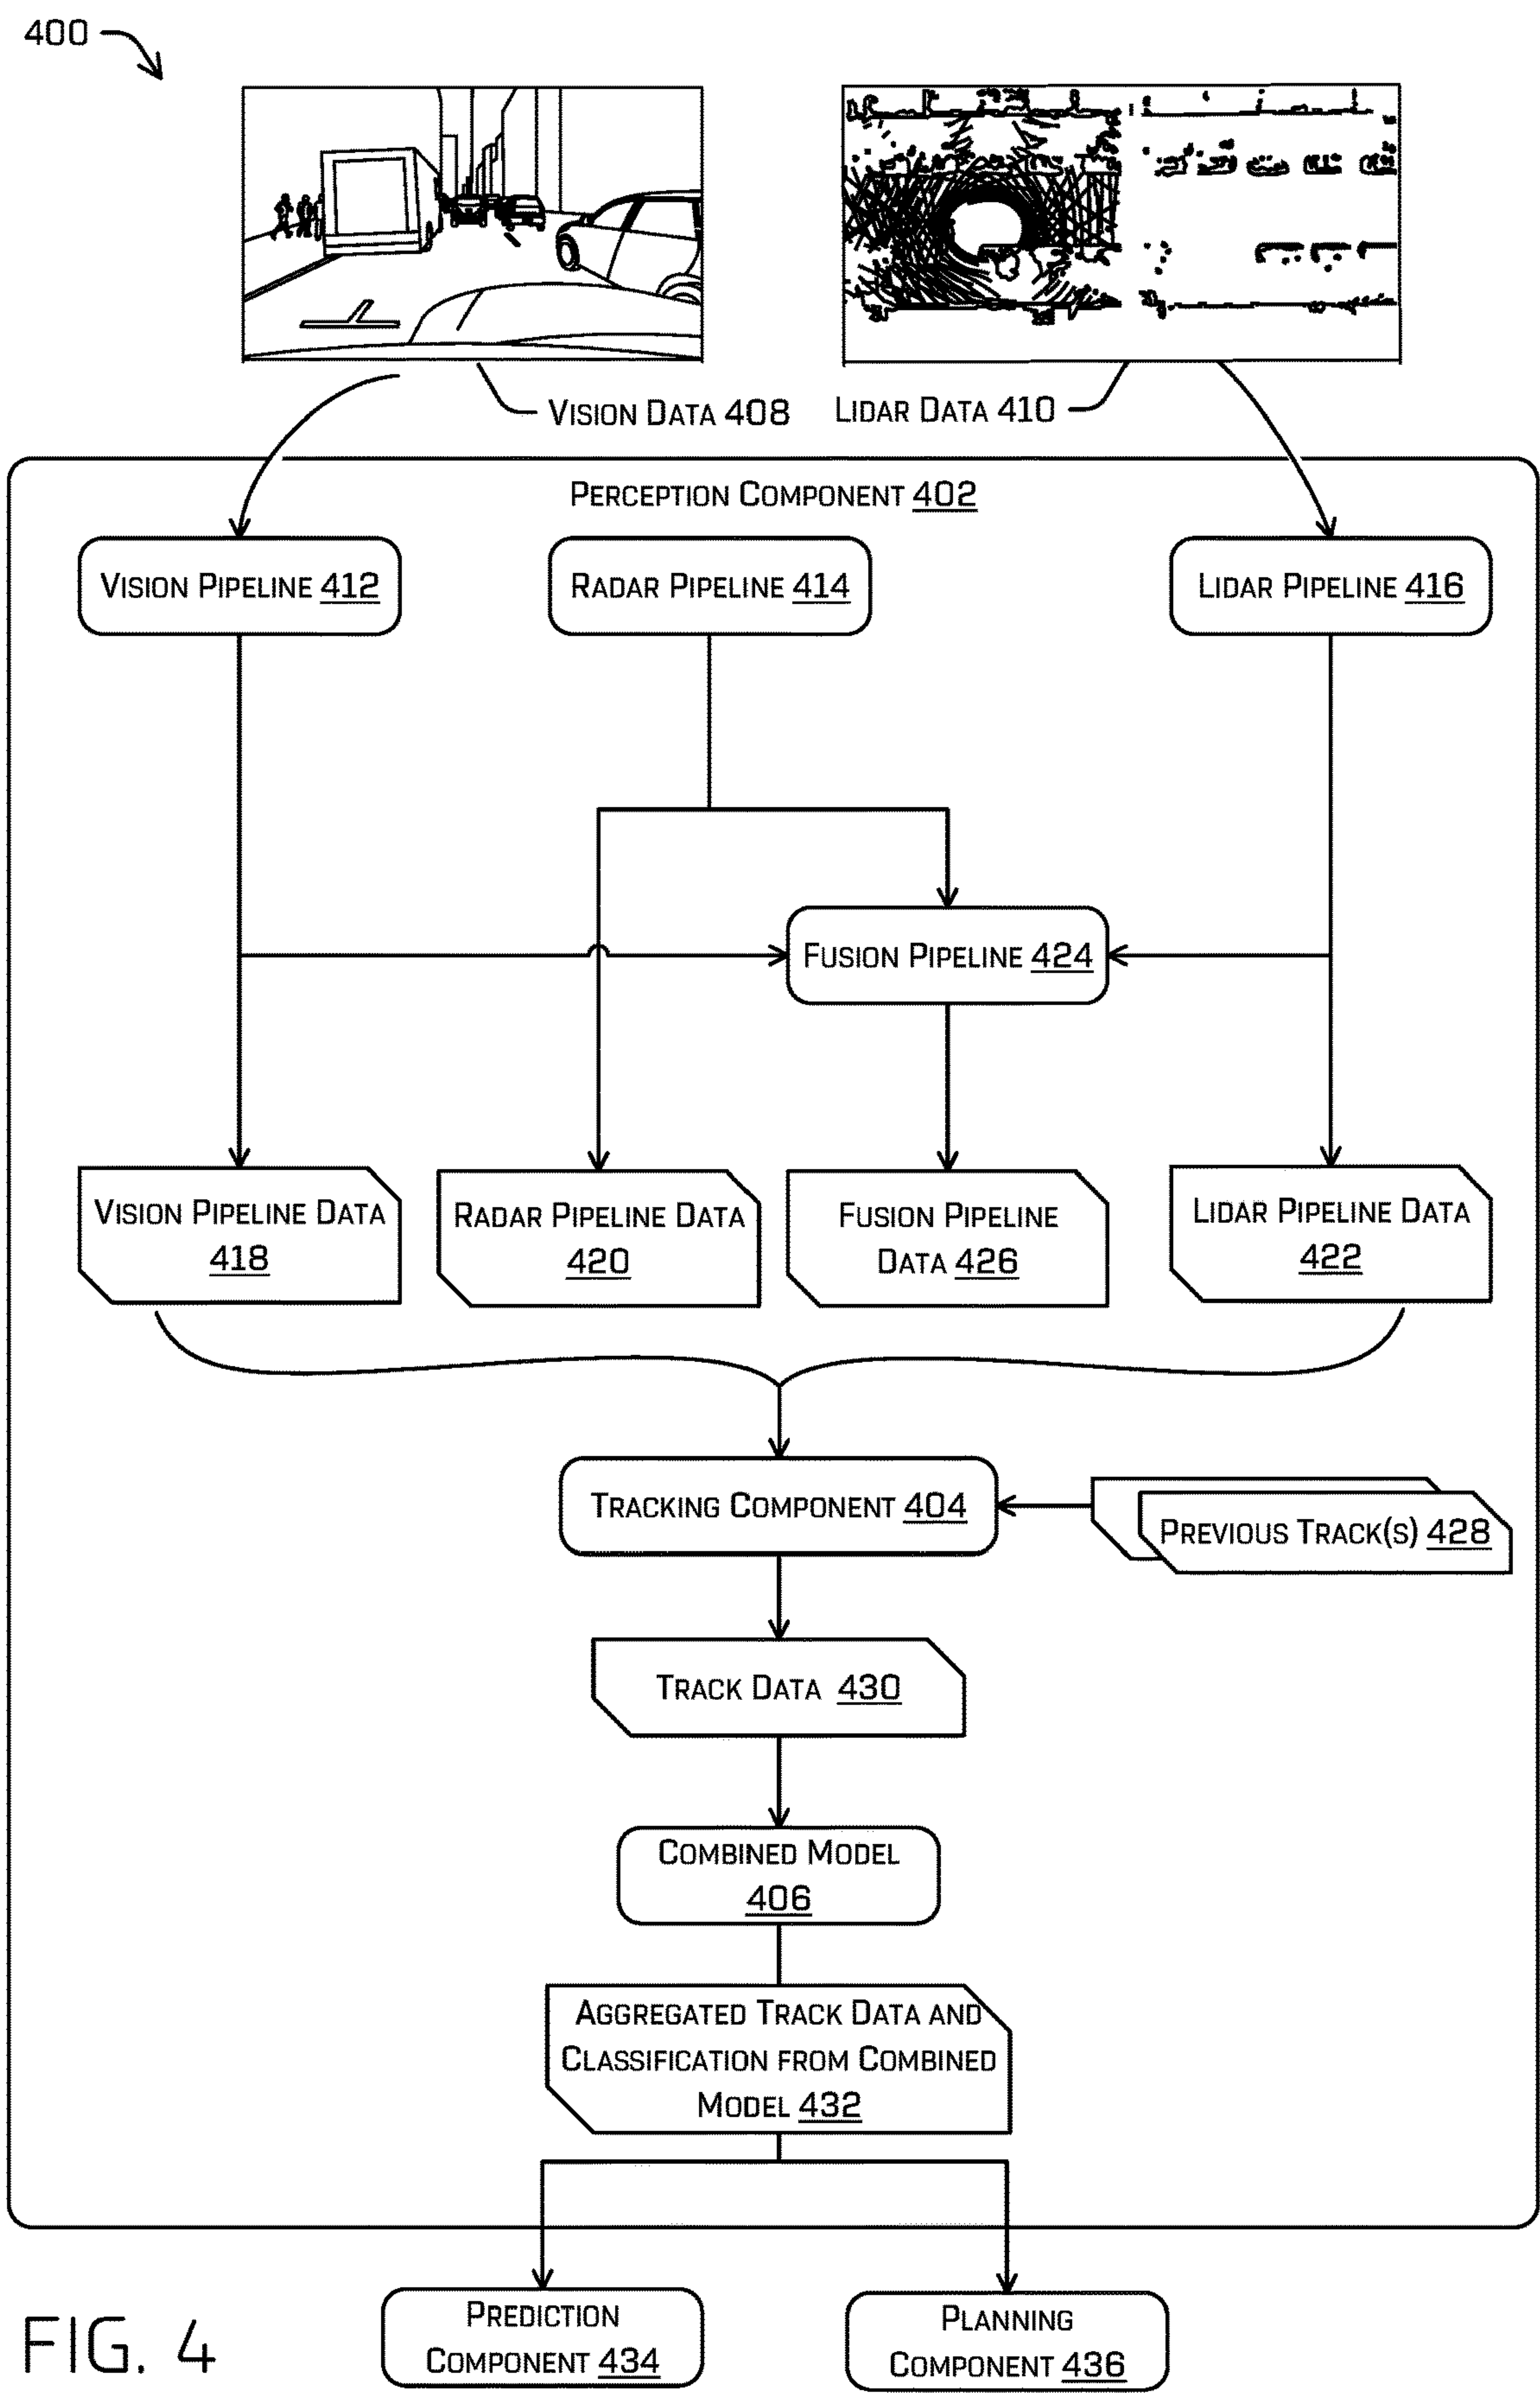 400
VISION DATA 408
LIDAR DATA 410
PERCEPTION COMPONENT 402
VISION PIPELINE 412
RADAR PIPELINE 414
LIDAR PIPELINE 416
FUSION PIPELINE 424
VISION PIPELINE DATA
418
RADAR PIPELINE DATA
420
FUSION PIPELINE
DATA 426
LIDAR PIPELINE DATA
422
TRACKING COMPONENT 404
PREVIOUS TRACK(S) 428
TRACK DATA 430
COMBINED MODEL
406
AGGREGATED TRACK DATA AND
CLASSIFICATION FROM COMBINED
MODEL 432
PREDICTION
COMPONENT 434
PLANNING
COMPONENT 436
FIG. 4